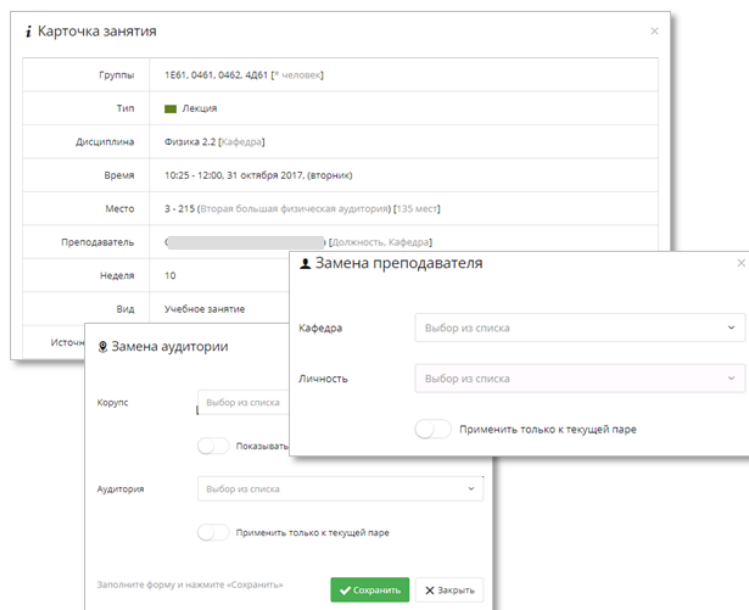 Карточка занятия
Группы 1Е61, 0461, 0462, 4Д61 [* человек]
Тип Лекция
Дисциплина Физика 2.2 [Кафедра]
Время 10:25 - 12:00, 31 октября 2017, (вторник)
Место 3 - 215 (Вторая большая физическая аудитория) [135 мест]
Преподаватель ) [Должность, Кафедра]
Неделя 10
Вид Учебное занятие
Замена преподавателя
Кафедра Выбор из списка
Личность Выбор из списка
Применить только к текущей паре
Замена аудитории
Корупс Выбор из списка
Показывать
Аудитория Выбор из списка
Применить только к текущей паре
Заполните форму и нажмите «Сохранить» Сохранить Закрыть